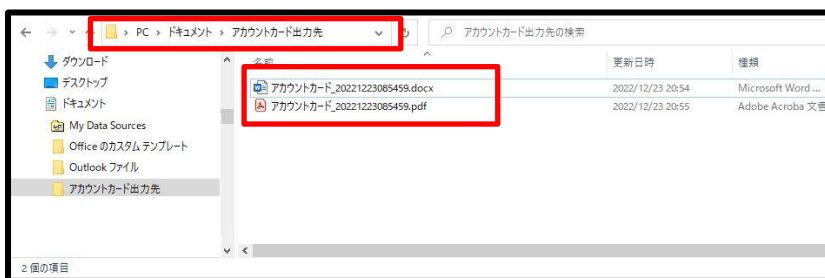 PC › ドキュメント › アカウントカード出力先
アカウントカード出力先の検索
ダウンロード
デスクトップ
ドキュメント
My Data Sources
Office のカスタム テンプレート
Outlook ファイル
アカウントカード出力先
名前 更新日時 種類
アカウントカード_20221223085459.docx 2022/12/23 20:54 Microsoft Word ...
アカウントカード_20221223085459.pdf 2022/12/23 20:55 Adobe Acroba 文書
2 個の項目